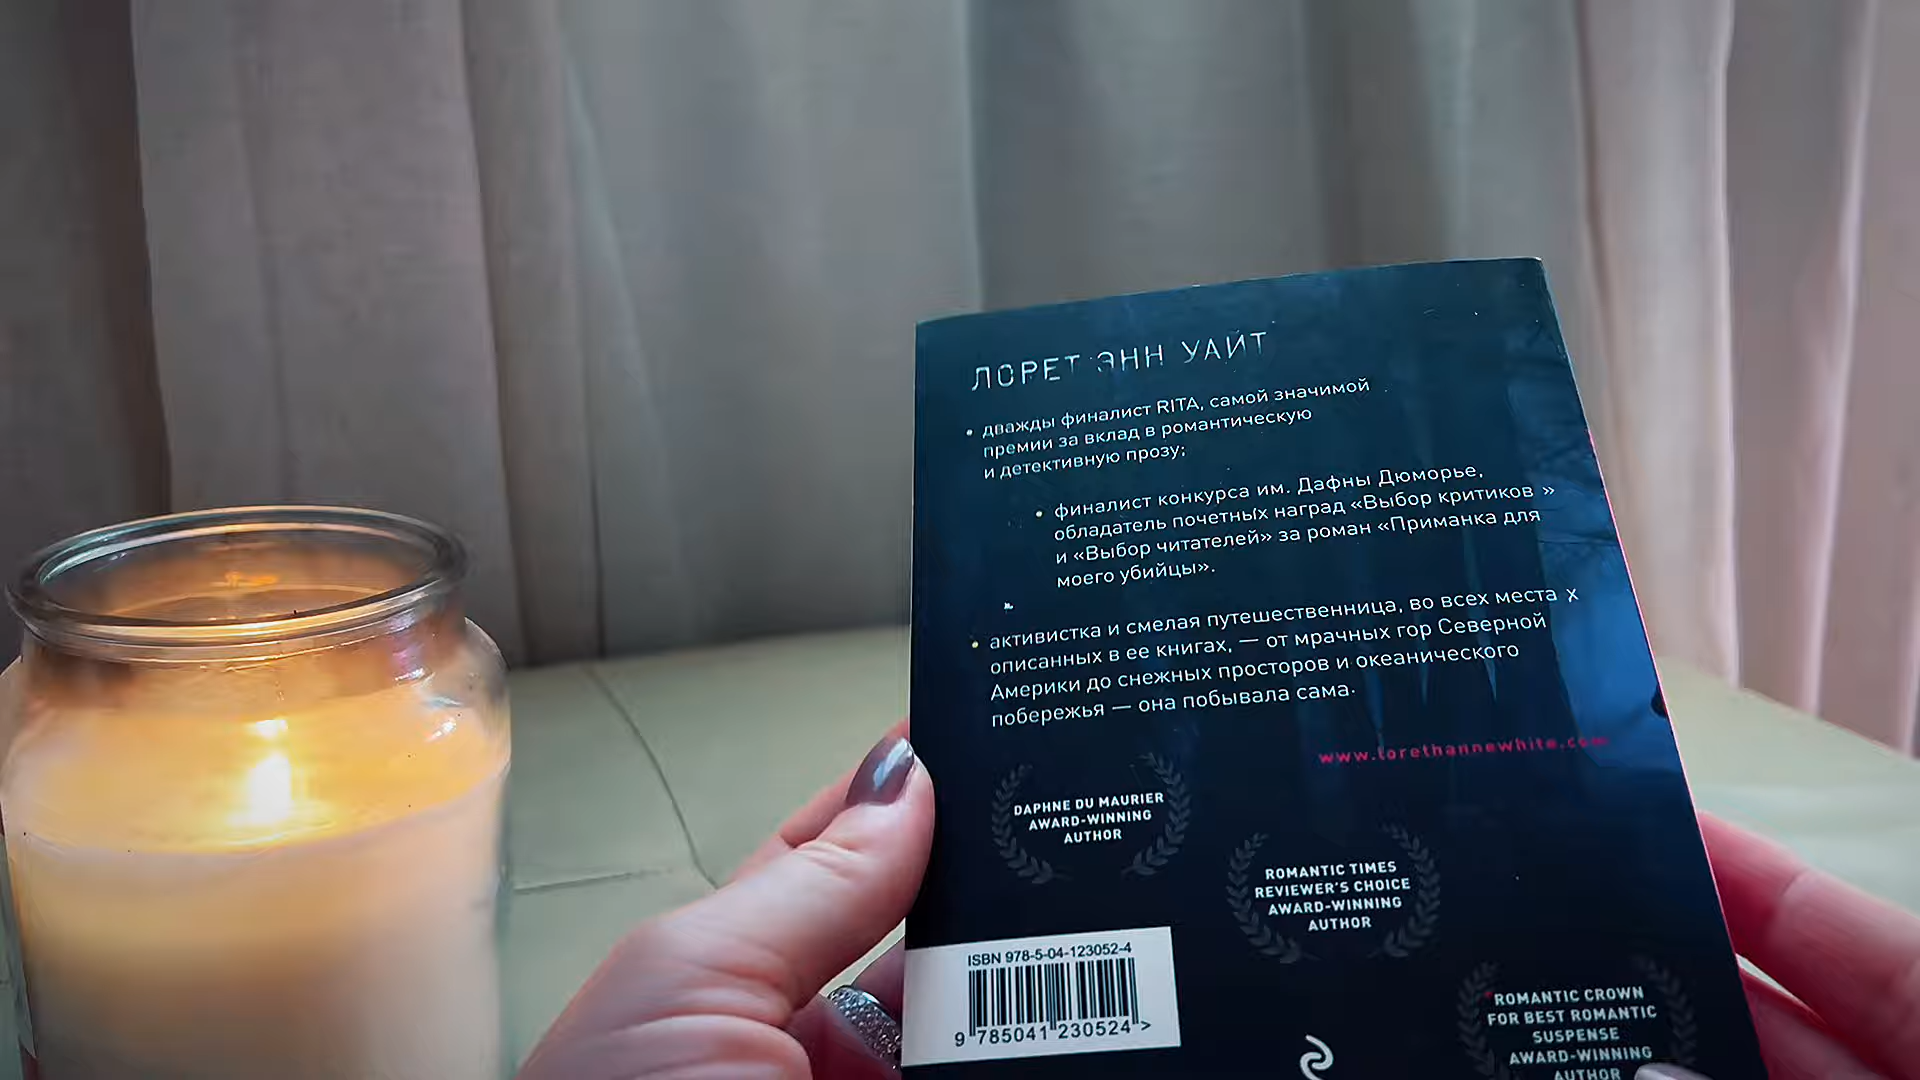 ЛОРЕТ ЭНН УАЙТ
• дважды финалист RITA, самой значимой
премии за вклад в романтическую
и детективную прозу;
• финалист конкурса им. Дафны Дюморье,
обладатель почетных наград «Выбор критиков»
и «Выбор читателей» за роман «Приманка для
моего убийцы».
• активистка и смелая путешественница, во всех местах
описанных в ее книгах, — от мрачных гор Северной
Америки до снежных просторов и океанического
побережья — она побывала сама.
www.lorethannewhite.com
DAPHNE DU MAURIER
AWARD-WINNING
AUTHOR
ROMANTIC TIMES
REVIEWER'S CHOICE
AWARD-WINNING
AUTHOR
ISBN 978-5-04-123052-4
9 785041 230524 >
ROMANTIC CROWN
FOR BEST ROMANTIC
SUSPENSE
AWARD-WINNING
AUTHOR